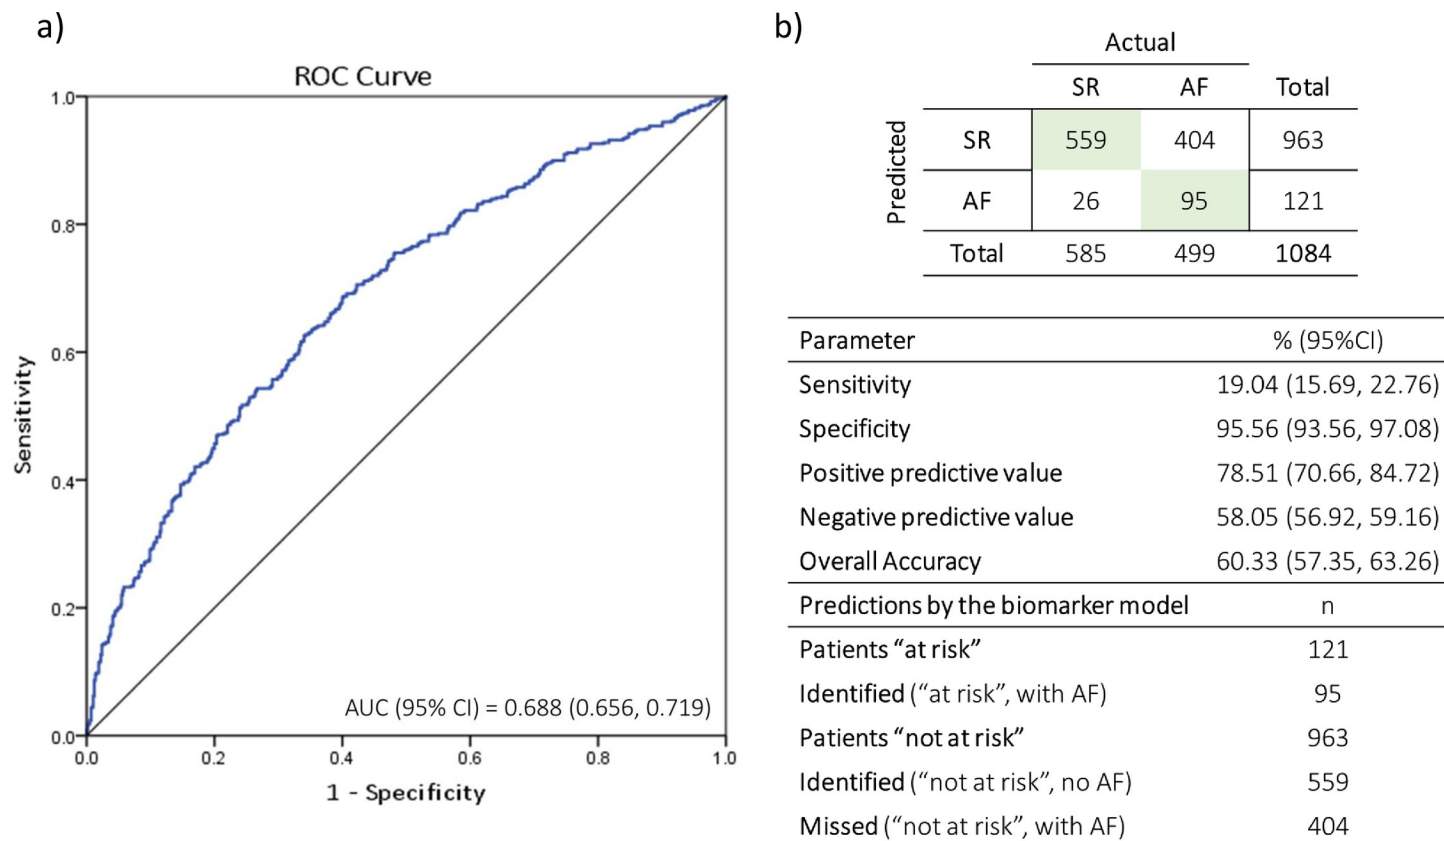 a)
ROC Curve
1.0
0.8
0.6
0.4
0.2
0.0
Sensitivity
0.0 0.2 0.4 0.6 0.8 1.0
1 - Specificity
AUC (95% CI) = 0.688 (0.656, 0.719)
b)
Actual
SR AF Total
Predicted
SR 559 404 963
AF 26 95 121
Total 585 499 1084
Parameter % (95%CI)
Sensitivity 19.04 (15.69, 22.76)
Specificity 95.56 (93.56, 97.08)
Positive predictive value 78.51 (70.66, 84.72)
Negative predictive value 58.05 (56.92, 59.16)
Overall Accuracy 60.33 (57.35, 63.26)
Predictions by the biomarker model n
Patients “at risk” 121
Identified (“at risk”, with AF) 95
Patients “not at risk” 963
Identified (“not at risk”, no AF) 559
Missed (“not at risk”, with AF) 404